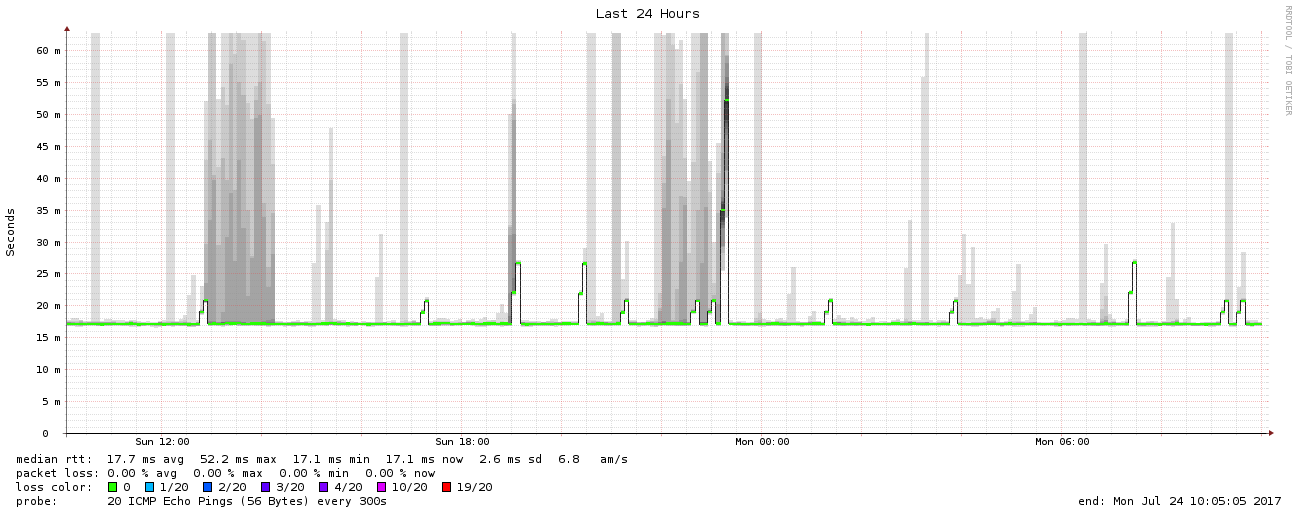 Last 24 Hours
RRDTOOL / TOBI OETIKER
Seconds
60 m
55 m
50 m
45 m
40 m
35 m
30 m
25 m
20 m
15 m
10 m
5 m
0
Sun 12:00 Sun 18:00 Mon 00:00 Mon 06:00
median rtt: 17.7 ms avg 52.2 ms max 17.1 ms min 17.1 ms now 2.6 ms sd 6.8 am/s
packet loss: 0.00 % avg 0.00 % max 0.00 % min 0.00 % now
loss color: 0 1/20 2/20 3/20 4/20 10/20 19/20
probe: 20 ICMP Echo Pings (56 Bytes) every 300s end: Mon Jul 24 10:05:05 2017